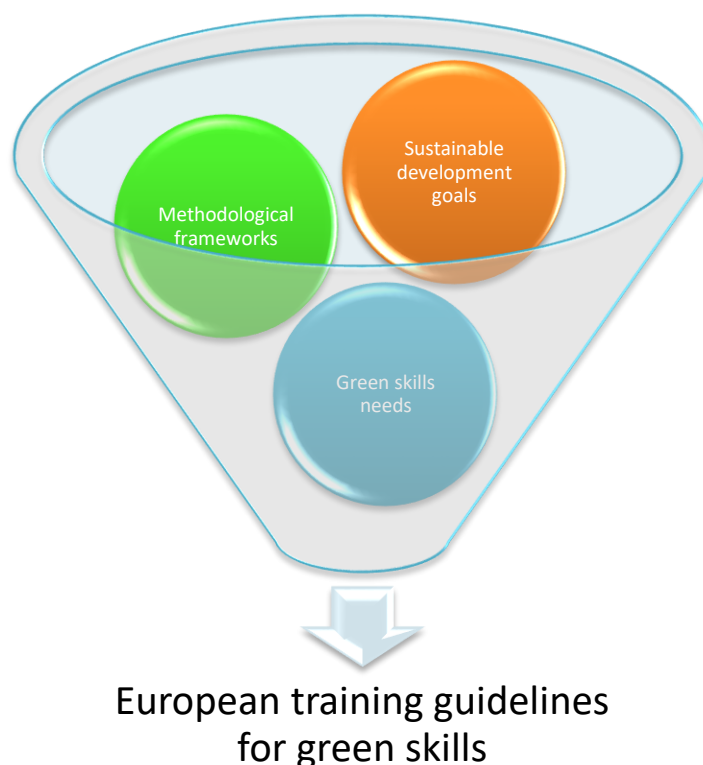 Sustainable
development
goals
Methodological
frameworks
Green skills
needs
European training guidelines
for green skills